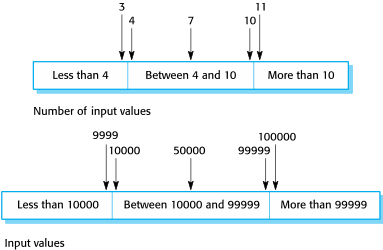 3 11
4 7 10
Less than 4 Between 4 and 10 More than 10
Number of input values
9999 100000
10000 50000 99999
Less than 10000 Between 10000 and 99999 More than 99999
Input values